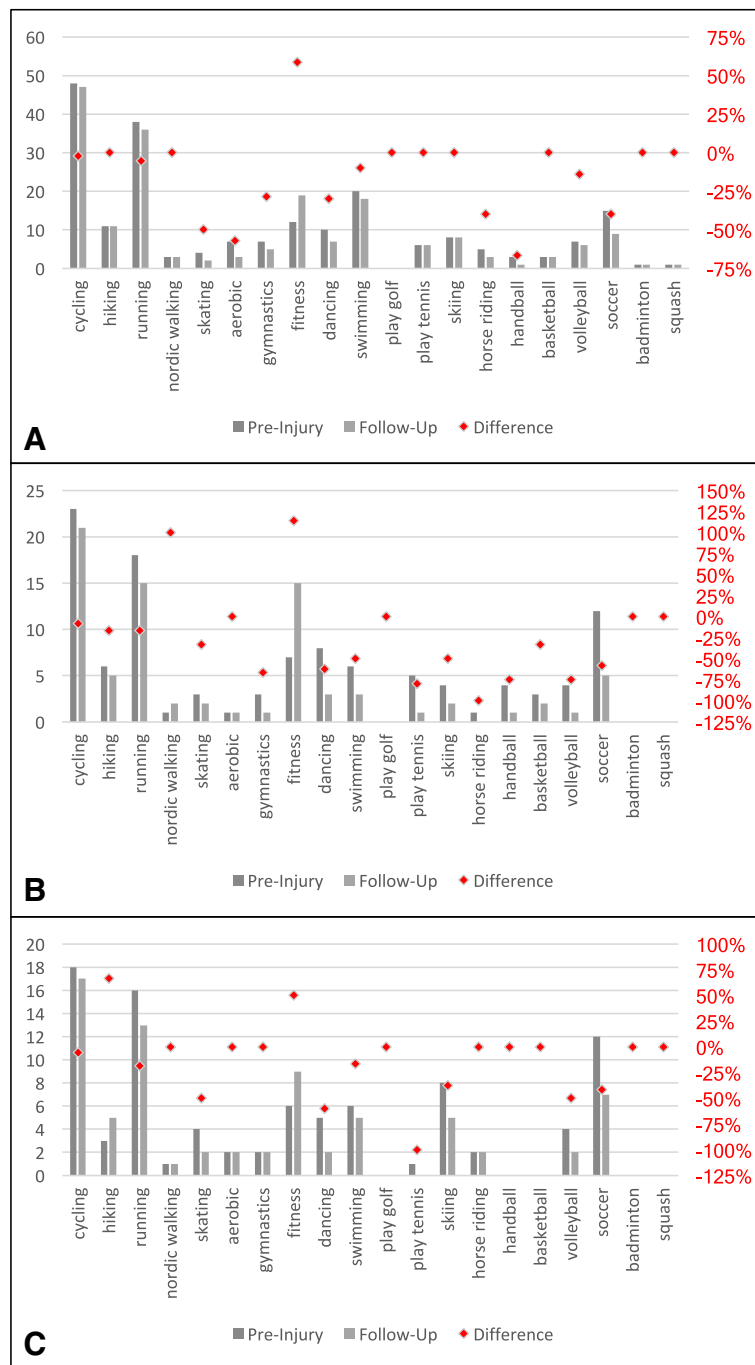 60
50
40
30
20
10
0
75%
50%
25%
0%
-25%
-50%
-75%
cycling
hiking
running
nordic walking
skating
aerobic
gymnastics
fitness
dancing
swimming
play golf
play tennis
skiing
horse riding
handball
basketball
volleyball
soccer
badminton
squash
Pre-Injury Follow-Up Difference
A
25
20
15
10
5
0
150%
125%
100%
75%
50%
25%
0%
-25%
-50%
-75%
-100%
-125%
cycling
hiking
running
nordic walking
skating
aerobic
gymnastics
fitness
dancing
swimming
play golf
play tennis
skiing
horse riding
handball
basketball
volleyball
soccer
badminton
squash
Pre-Injury Follow-Up Difference
B
20
18
16
14
12
10
8
6
4
2
0
100%
75%
50%
25%
0%
-25%
-50%
-75%
-100%
-125%
cycling
hiking
running
nordic walking
skating
aerobic
gymnastics
fitness
dancing
swimming
play golf
play tennis
skiing
horse riding
handball
basketball
volleyball
soccer
badminton
squash
Pre-Injury Follow-Up Difference
C